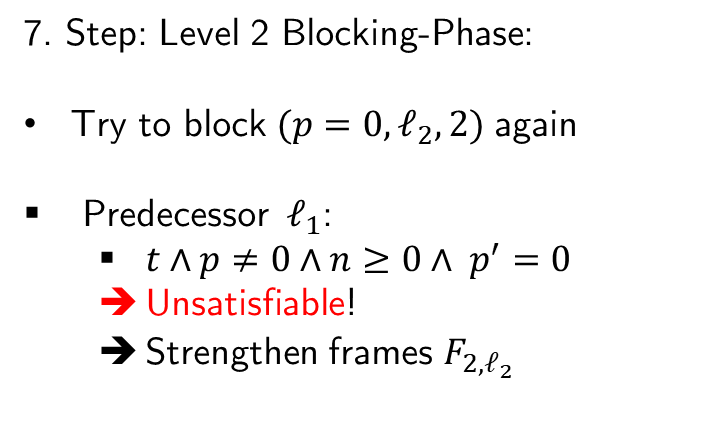 7. Step: Level 2 Blocking-Phase:
• Try to block (p = 0, ℓ₂, 2) again
▪ Predecessor ℓ₁:
▪ t ∧ p ≠ 0 ∧ n ≥ 0 ∧ p′ = 0
➔ Unsatisfiable!
➔ Strengthen frames F₂,ℓ₂